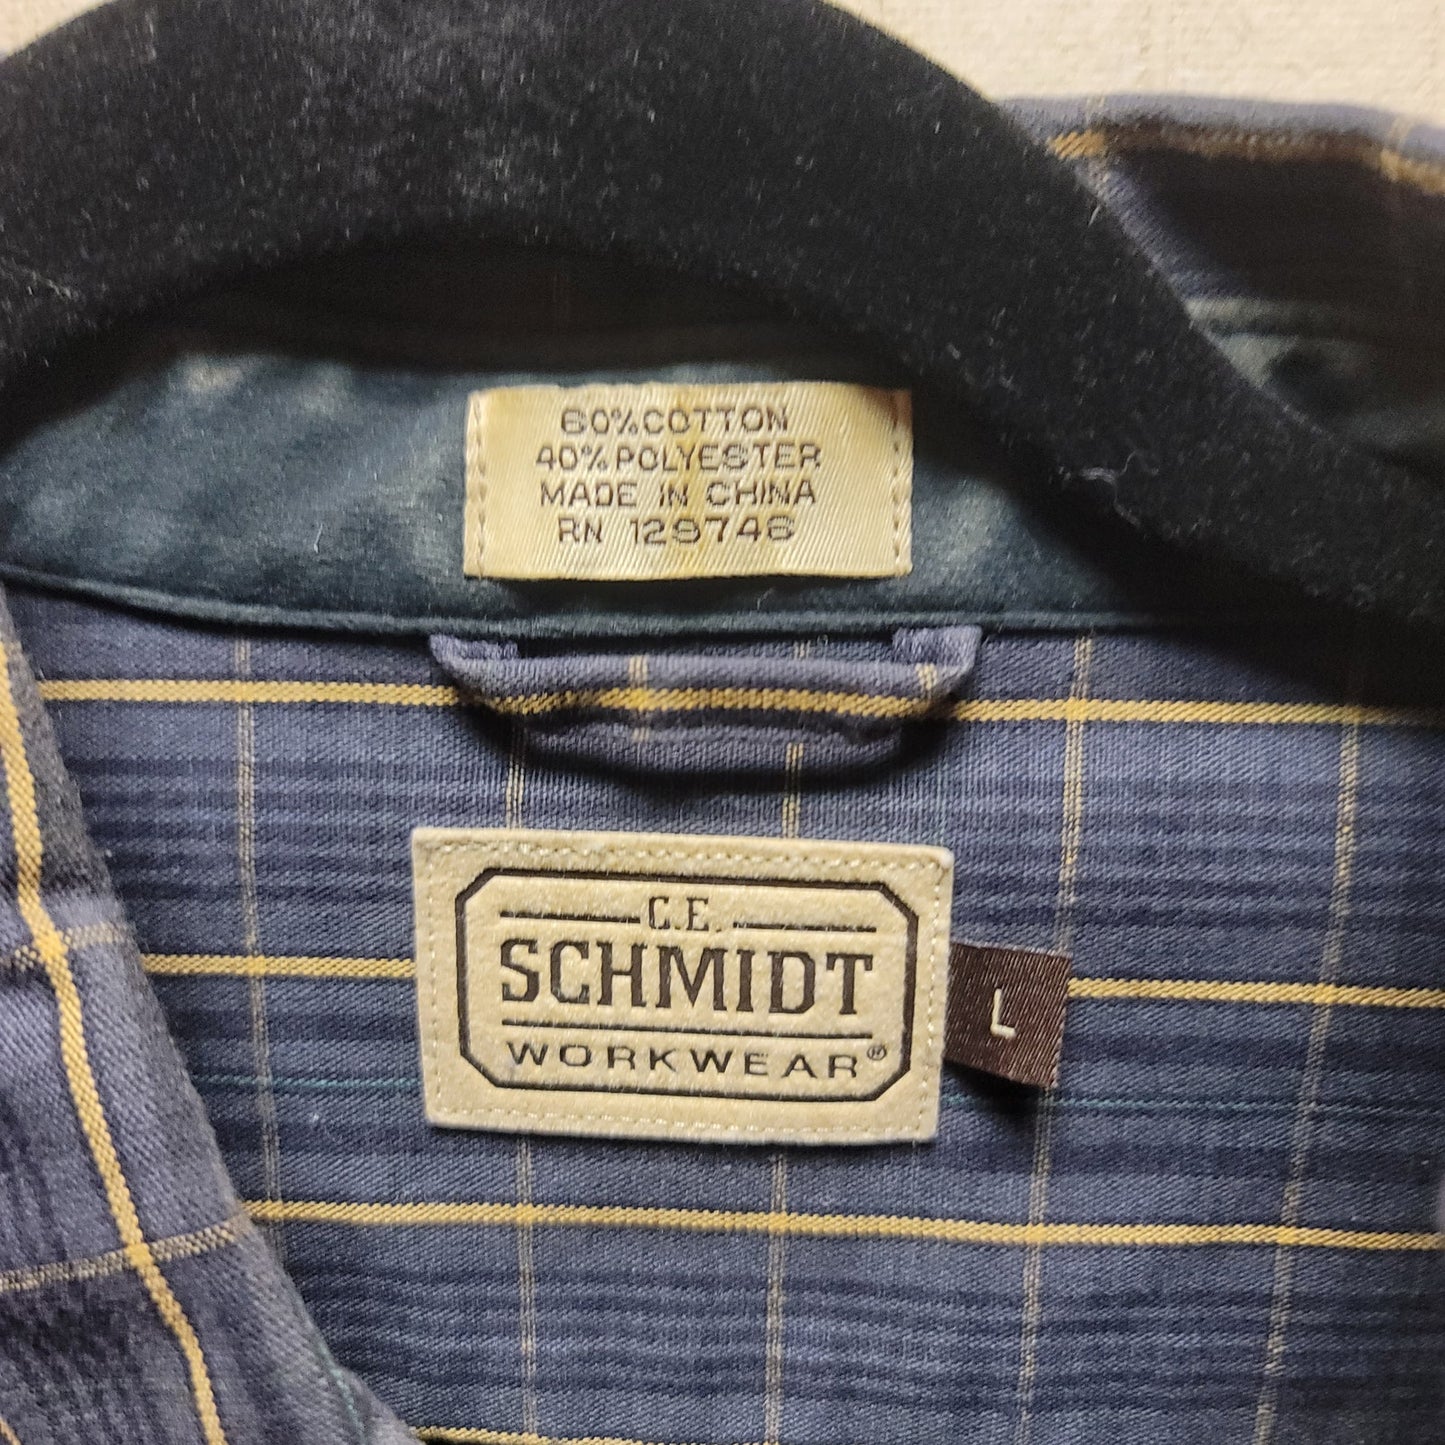 60% COTTON
40% POLYESTER
MADE IN CHINA
RN 129746
C.E.
SCHMIDT
WORKWEAR®
L